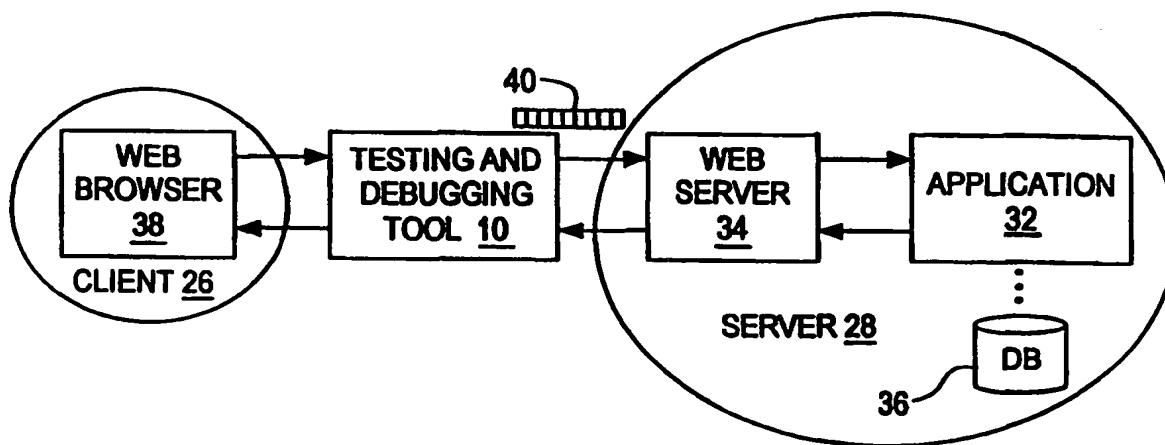 40
WEB
BROWSER
38
CLIENT 26
TESTING AND
DEBUGGING
TOOL 10
WEB
SERVER
34
APPLICATION
32
SERVER 28
DB
36